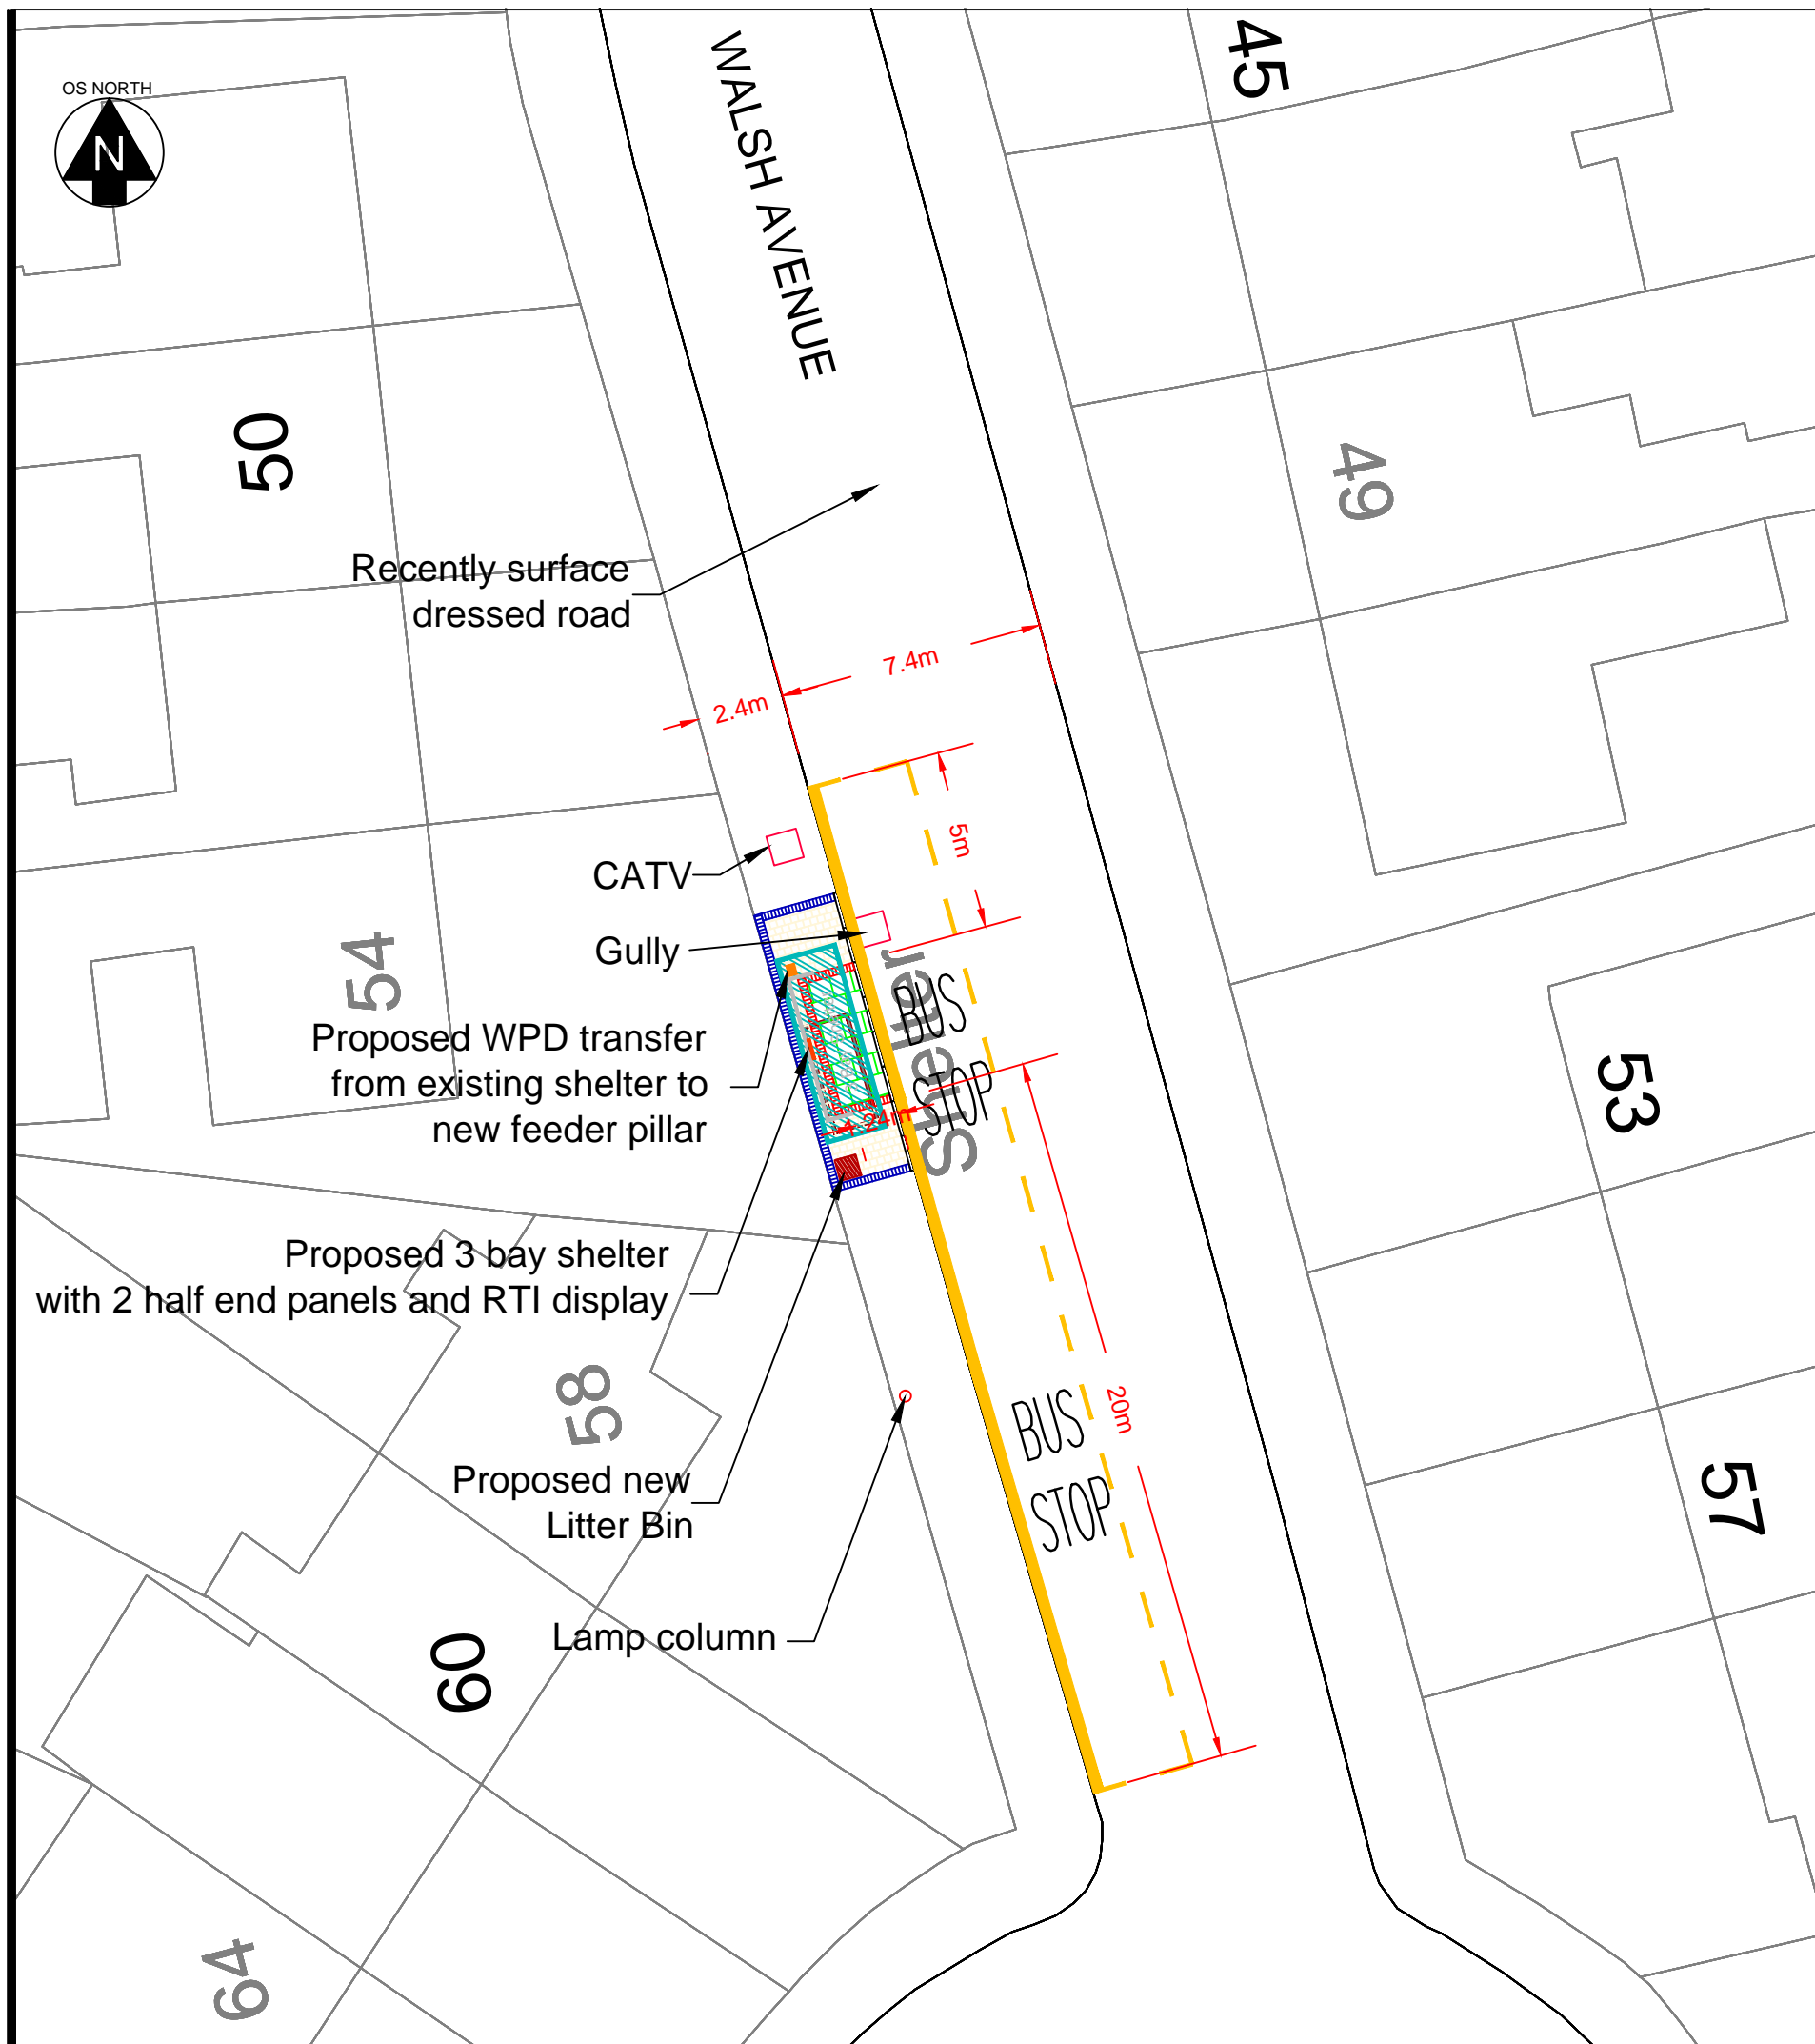 OS NORTH
N
WALSH AVENUE
45
50
49
Recently surface
dressed road
7.4m
2.4m
5m
CATV
Gully
54
Shelter
BUS
STOP
Proposed WPD transfer
from existing shelter to
new feeder pillar
53
Proposed 3 bay shelter
with 2 half end panels and RTI display
58
20m
BUS
STOP
57
Proposed new
Litter Bin
Lamp column
60
64